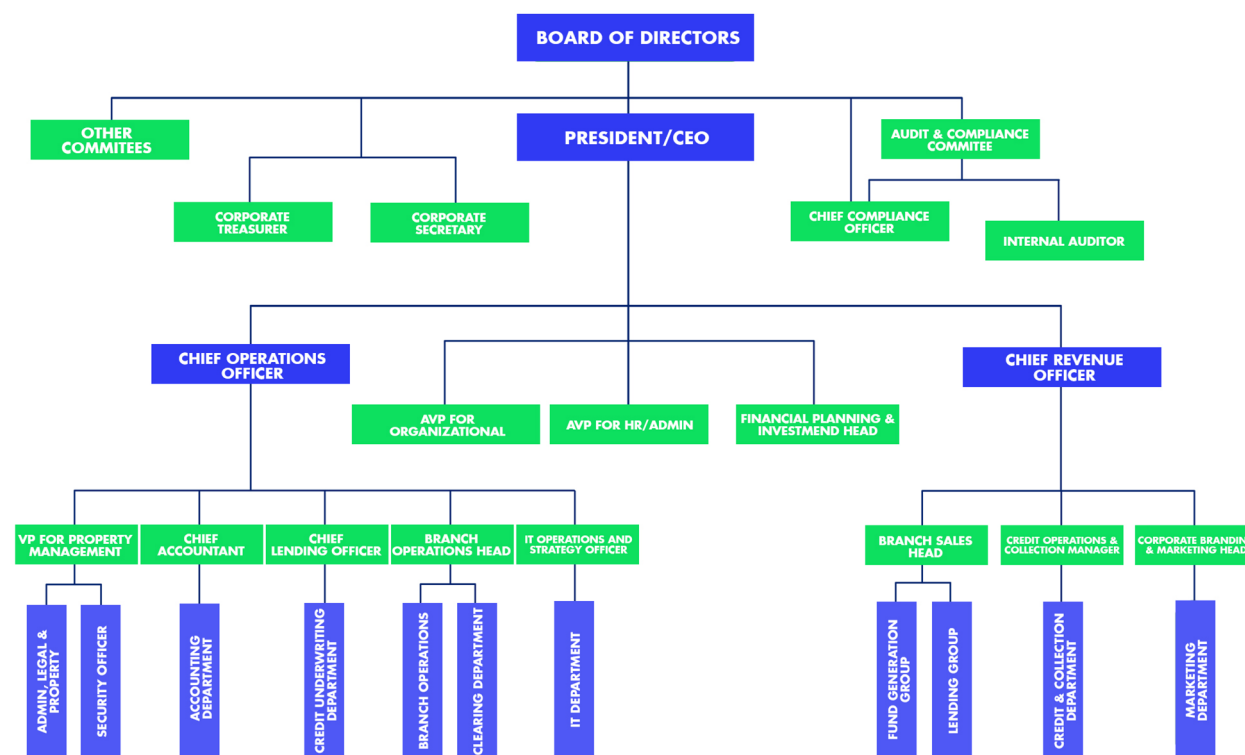 BOARD OF DIRECTORS
OTHER
COMMITEES
PRESIDENT/CEO
AUDIT & COMPLIANCE
COMMITEE
CORPORATE
TREASURER
CORPORATE
SECRETARY
CHIEF COMPLIANCE
OFFICER
INTERNAL AUDITOR
CHIEF OPERATIONS
OFFICER
CHIEF REVENUE
OFFICER
AVP FOR
ORGANIZATIONAL
AVP FOR HR/ADMIN
FINANCIAL PLANNING &
INVESTMEND HEAD
VP FOR PROPERTY
MANAGEMENT
CHIEF
ACCOUNTANT
CHIEF
LENDING OFFICER
BRANCH
OPERATIONS HEAD
IT OPERATIONS AND
STRATEGY OFFICER
BRANCH SALES
HEAD
CREDIT OPERATIONS &
COLLECTION MANAGER
CORPORATE BRANDIN
& MARKETING HEAD
ADMIN, LEGAL &
PROPERTY
SECURITY OFFICER
ACCOUNTING
DEPARTMENT
CREDIT UNDERWRITING
DEPARTMENT
BRANCH OPERATIONS
CLEARING DEPARTMENT
IT DEPARTMENT
FUND GENERATION
GROUP
LENDING GROUP
CREDIT & COLLECTION
DEPARTMENT
MARKETING
DEPARTMENT